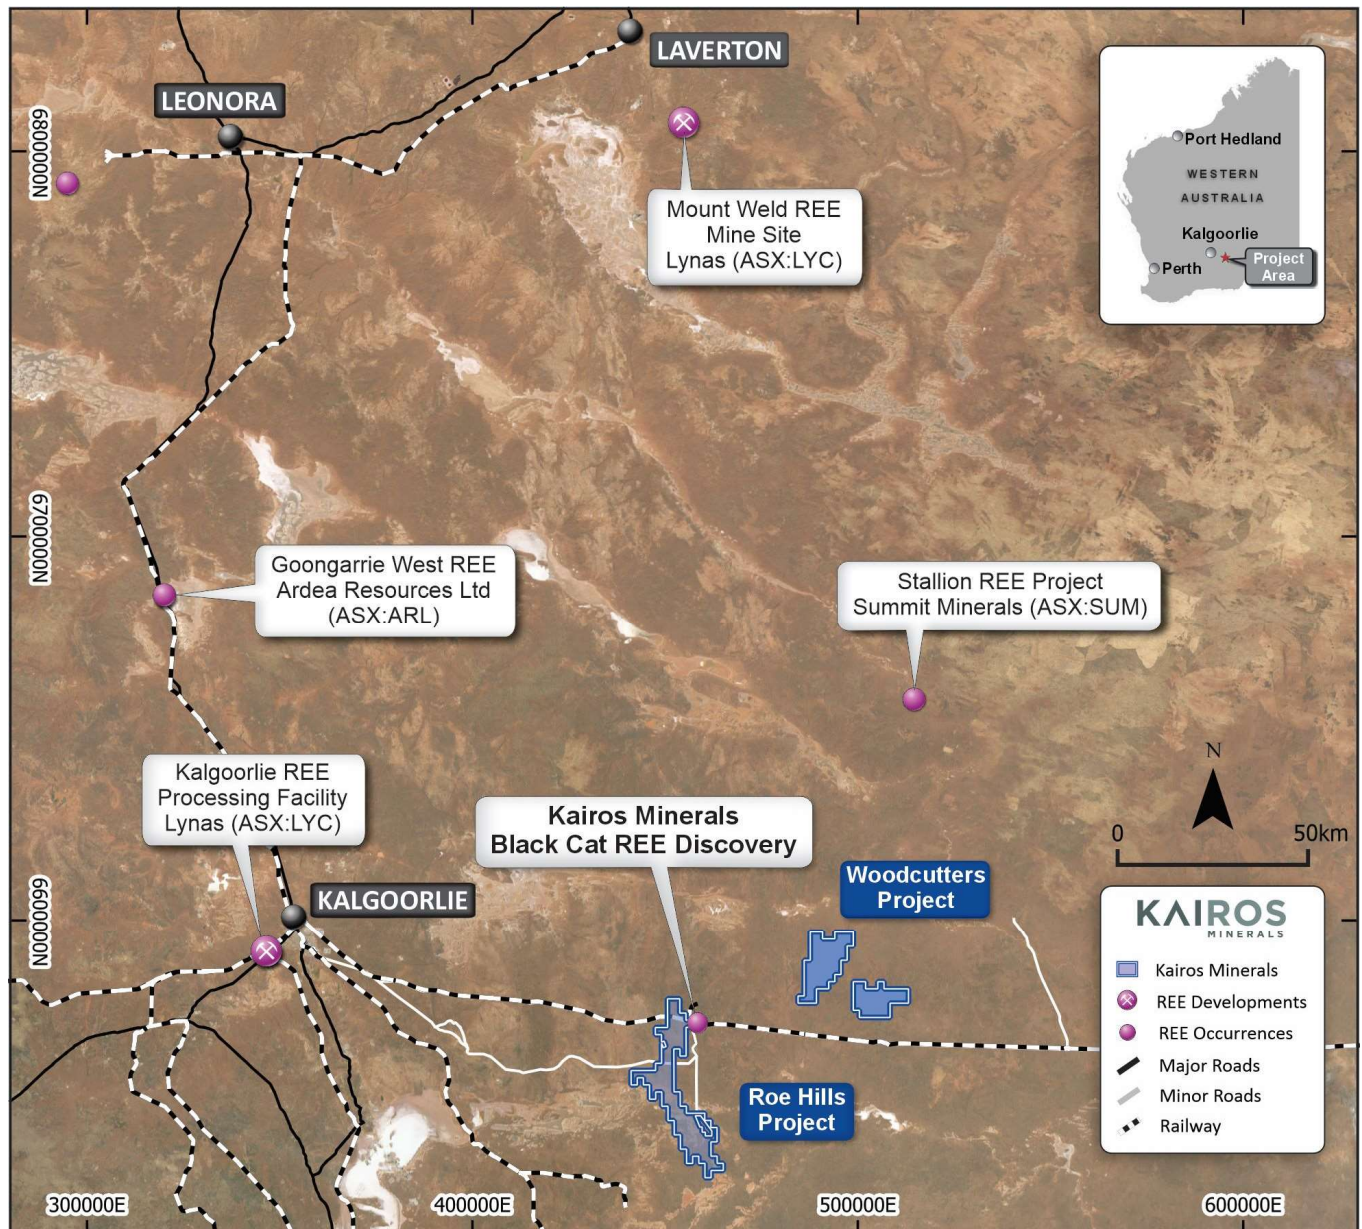 LAVERTON
LEONORA
6800000N
Mount Weld REE
Mine Site
Lynas (ASX:LYC)
Port Hedland
WESTERN
AUSTRALIA
Kalgoorlie
Perth
Project
Area
6700000N
Goongarrie West REE
Ardea Resources Ltd
(ASX:ARL)
Stallion REE Project
Summit Minerals (ASX:SUM)
Kalgoorlie REE
Processing Facility
Lynas (ASX:LYC)
Kairos Minerals
Black Cat REE Discovery
N
0 50km
Woodcutters
Project
KALGOORLIE
6600000N
Roe Hills
Project
KAIROS
MINERALS
Kairos Minerals
REE Developments
REE Occurrences
Major Roads
Minor Roads
Railway
300000E 400000E 500000E 600000E